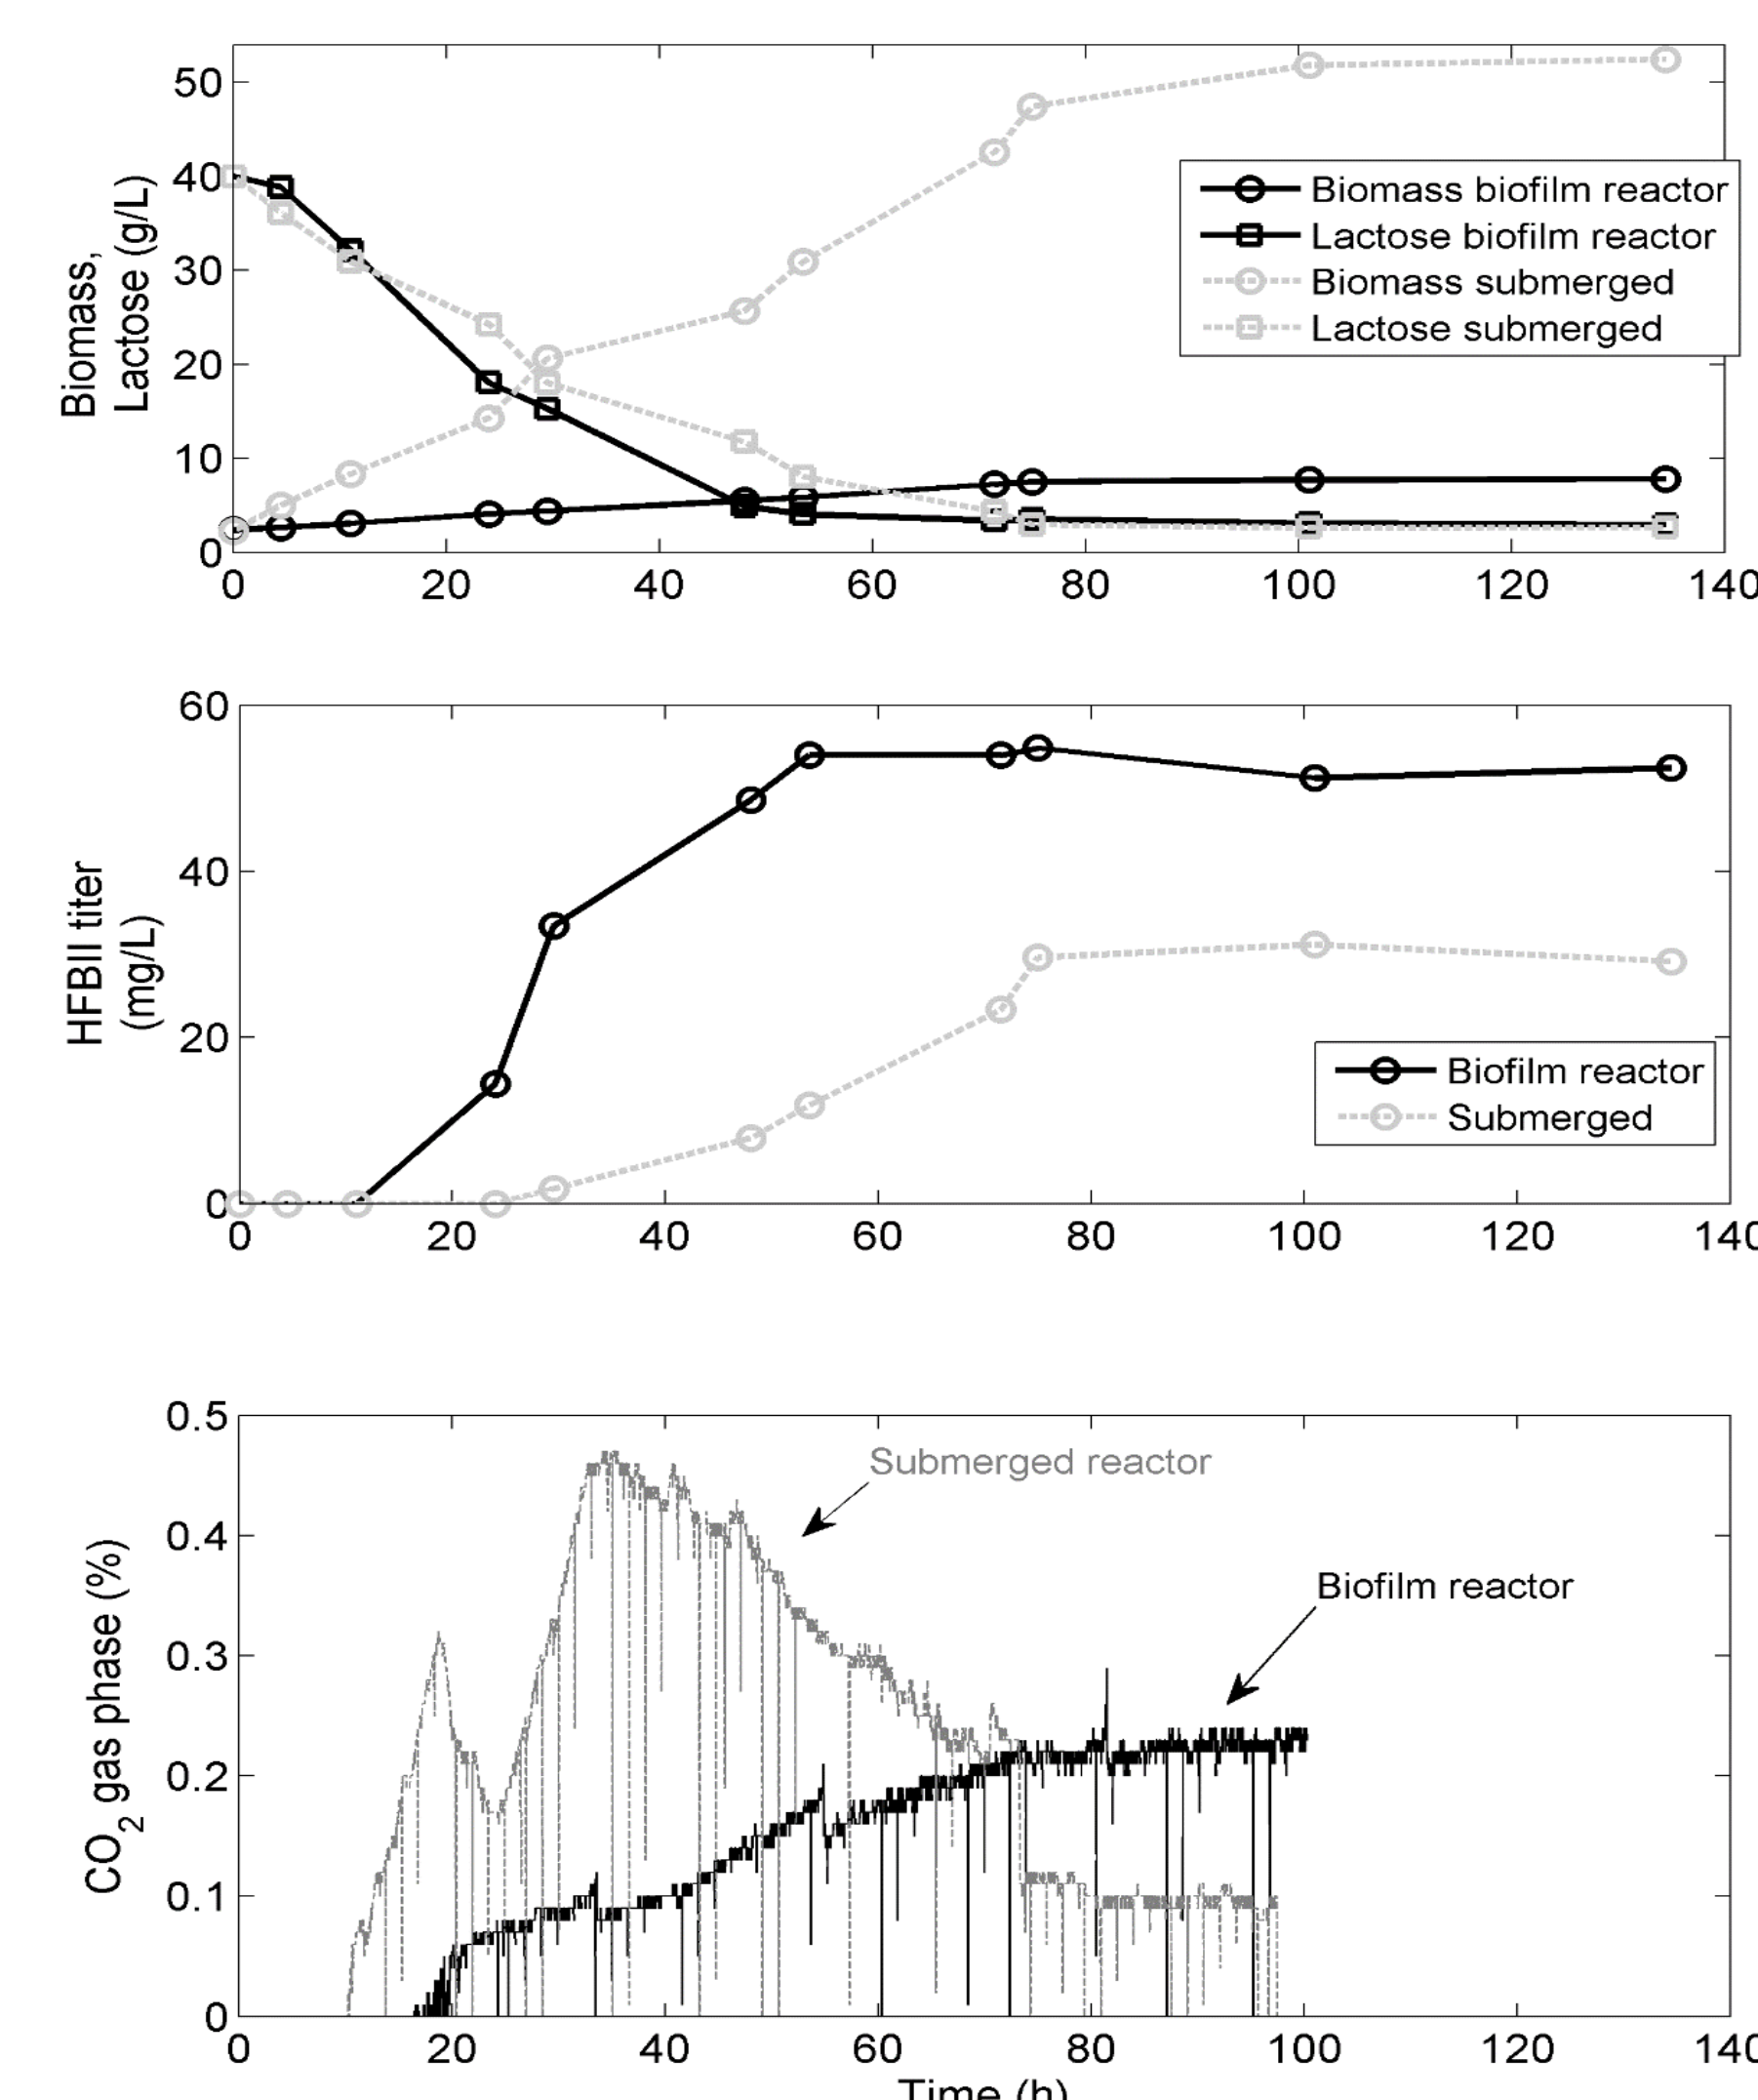 50
40
30
20
10
0
Biomass,
Lactose (g/L)
Biomass biofilm reactor
Lactose biofilm reactor
Biomass submerged
Lactose submerged
0 20 40 60 80 100 120 140
60
40
20
0
HFBII titer
(mg/L)
Biofilm reactor
Submerged
0 20 40 60 80 100 120 140
0.5
0.4
0.3
0.2
0.1
0
CO2 gas phase (%)
Submerged reactor
Biofilm reactor
0 20 40 60 80 100 120 140
Time (h)